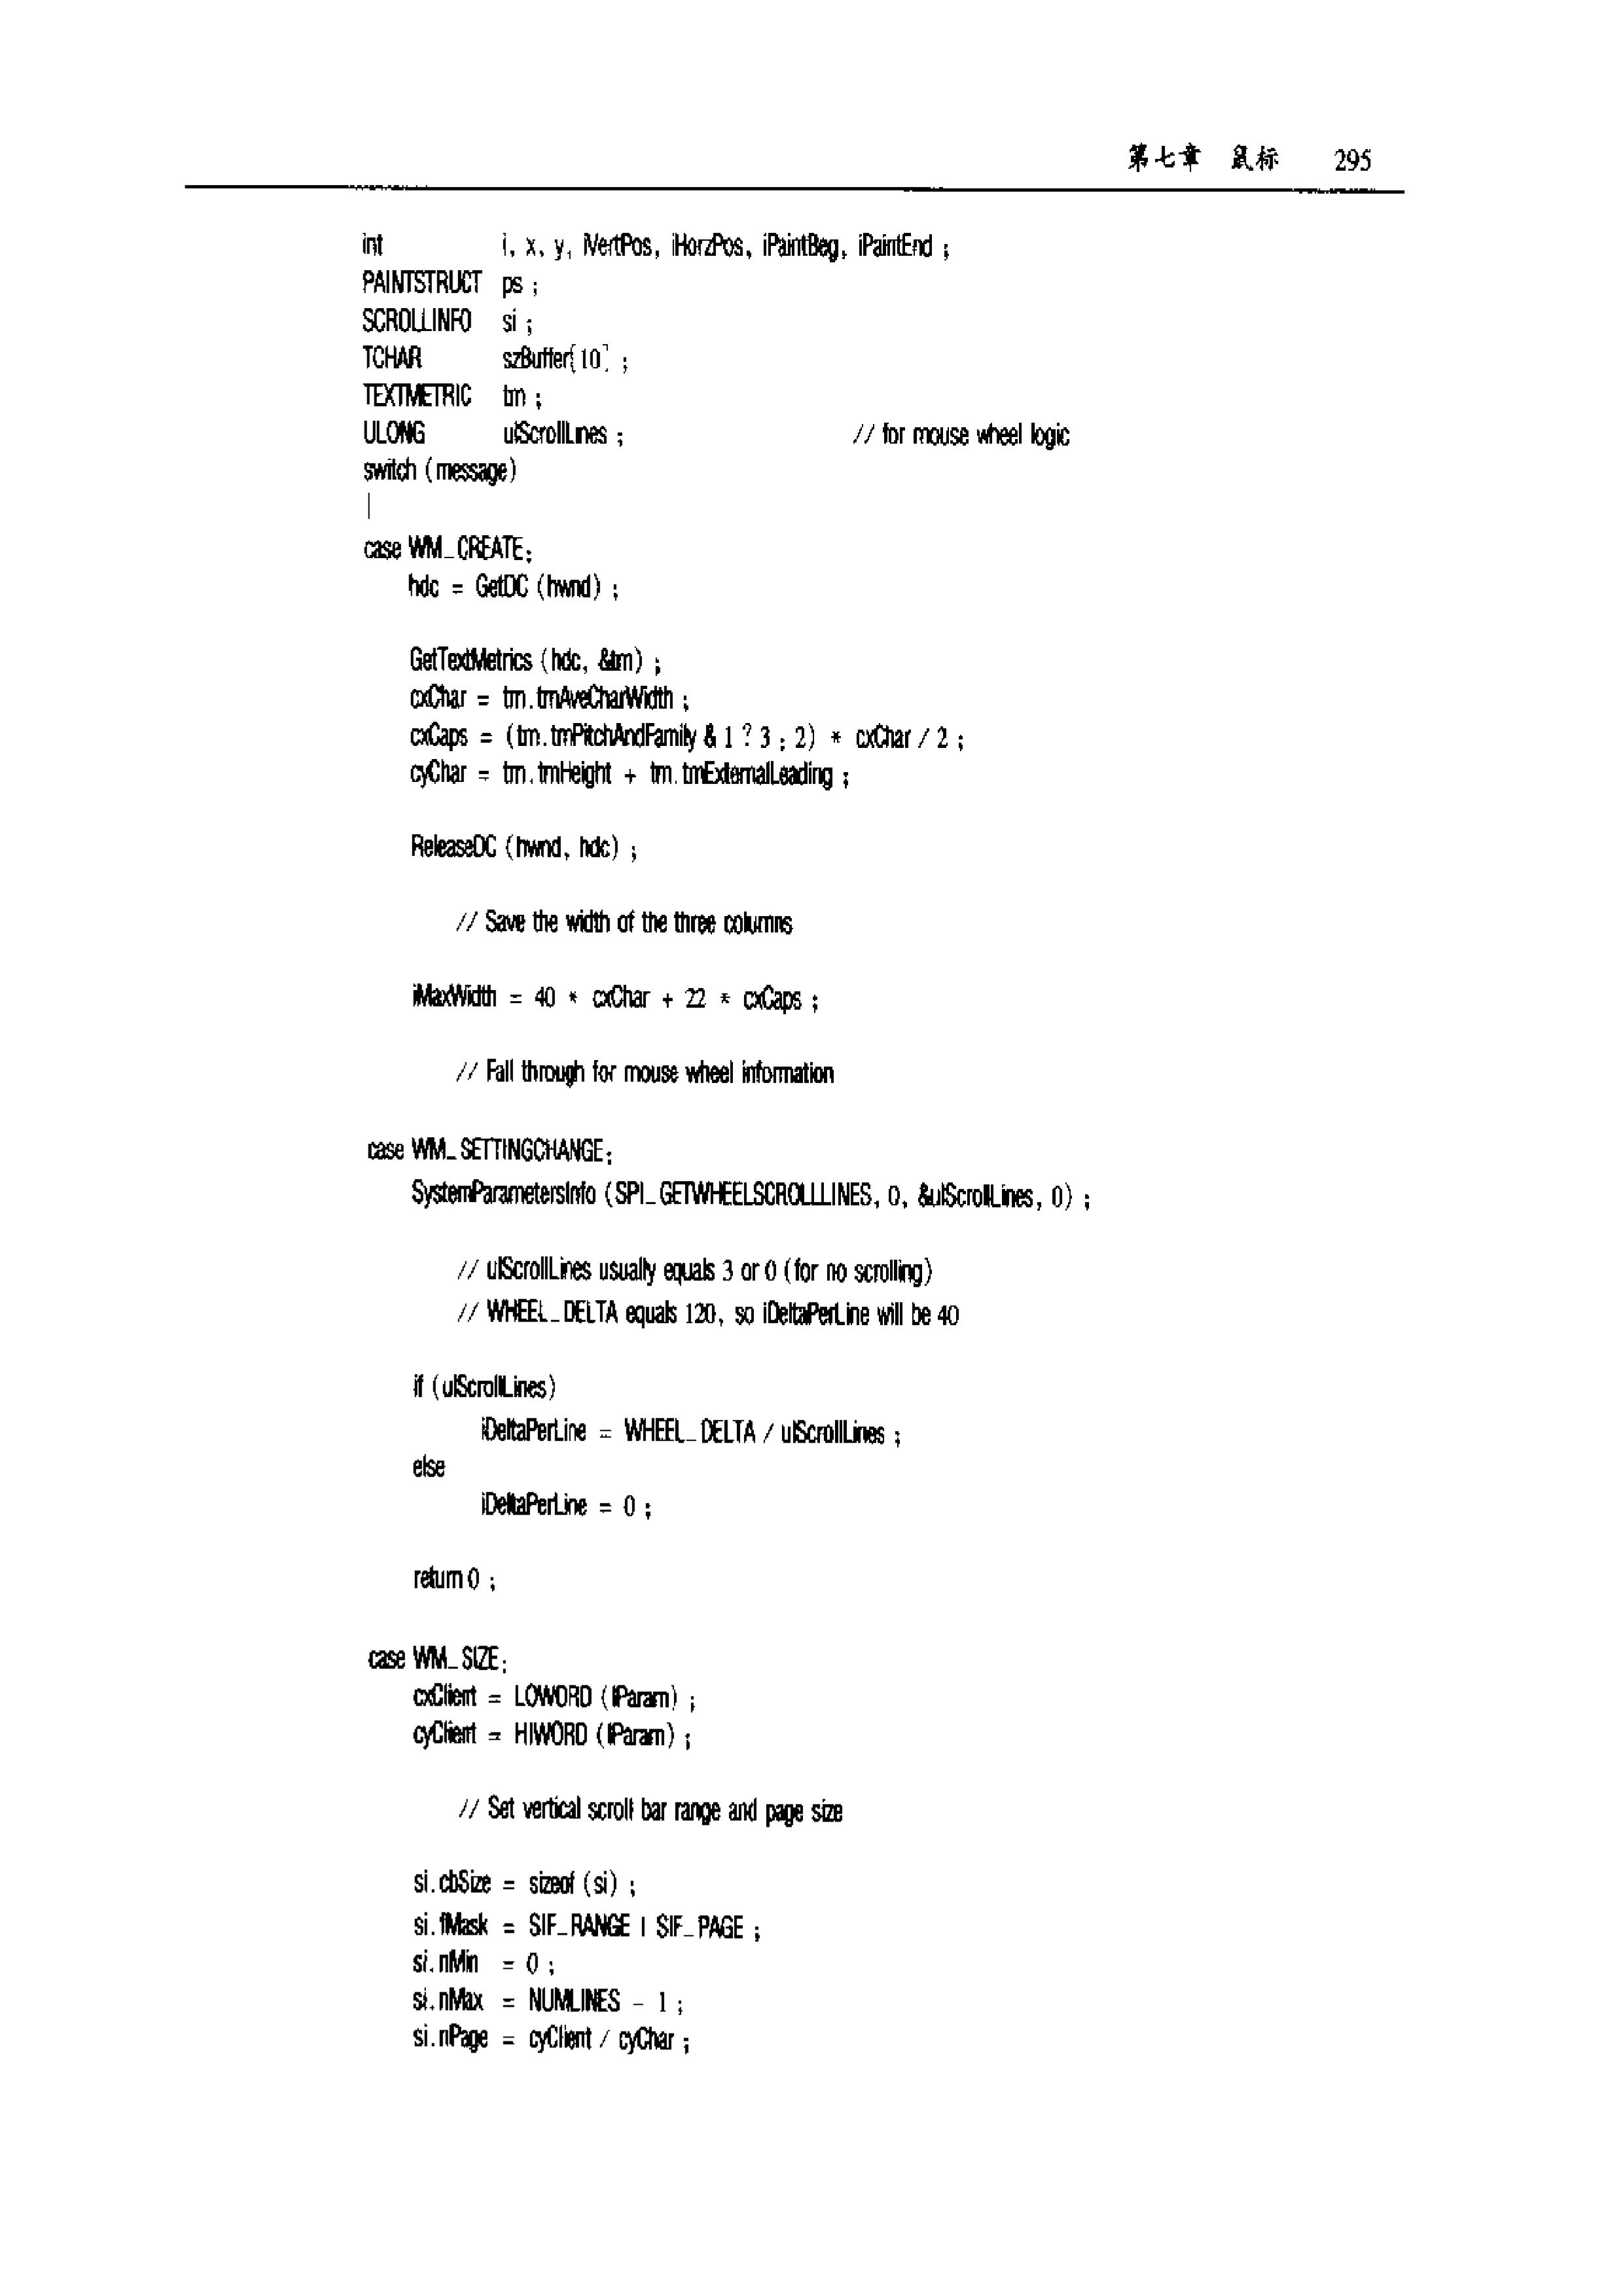 第七章 鼠标 295
int i, x, y, iVertPos, iHorzPos, iPaintBeg, iPaintEnd ;
PAINTSTRUCT ps ;
SCROLLINFO si ;
TCHAR szBuffer[10] ;
TEXTMETRIC tm ;
ULONG ulScrollLines ; // for mouse wheel logic
switch (message)
{
case WM_CREATE:
hdc = GetDC (hwnd) ;
GetTextMetrics (hdc, &tm) ;
cxChar = tm.tmAveCharWidth ;
cxCaps = (tm.tmPitchAndFamily & 1 ? 3 : 2) * cxChar / 2 ;
cyChar = tm.tmHeight + tm.tmExternalLeading ;
ReleaseDC (hwnd, hdc) ;
// Save the width of the three columns
iMaxWidth = 40 * cxChar + 22 * cxCaps ;
// Fall through for mouse wheel information
case WM_SETTINGCHANGE:
SystemParametersInfo (SPI_GETWHEELSCROLLLINES, 0, &ulScrollLines, 0) ;
// ulScrollLines usually equals 3 or 0 (for no scrolling)
// WHEEL_DELTA equals 120, so iDeltaPerLine will be 40
if (ulScrollLines)
iDeltaPerLine = WHEEL_DELTA / ulScrollLines ;
else
iDeltaPerLine = 0 ;
return 0 ;
case WM_SIZE:
cxClient = LOWORD (lParam) ;
cyClient = HIWORD (lParam) ;
// Set vertical scroll bar range and page size
si.cbSize = sizeof (si) ;
si.fMask = SIF_RANGE | SIF_PAGE ;
si.nMin = 0 ;
si.nMax = NUMLINES - 1 ;
si.nPage = cyClient / cyChar ;